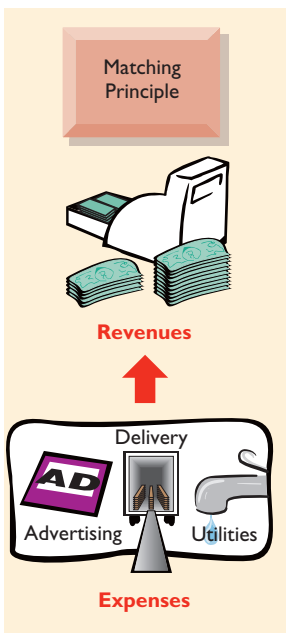 Matching
Principle
Revenues
Delivery
AD
Advertising
Utilities
Expenses